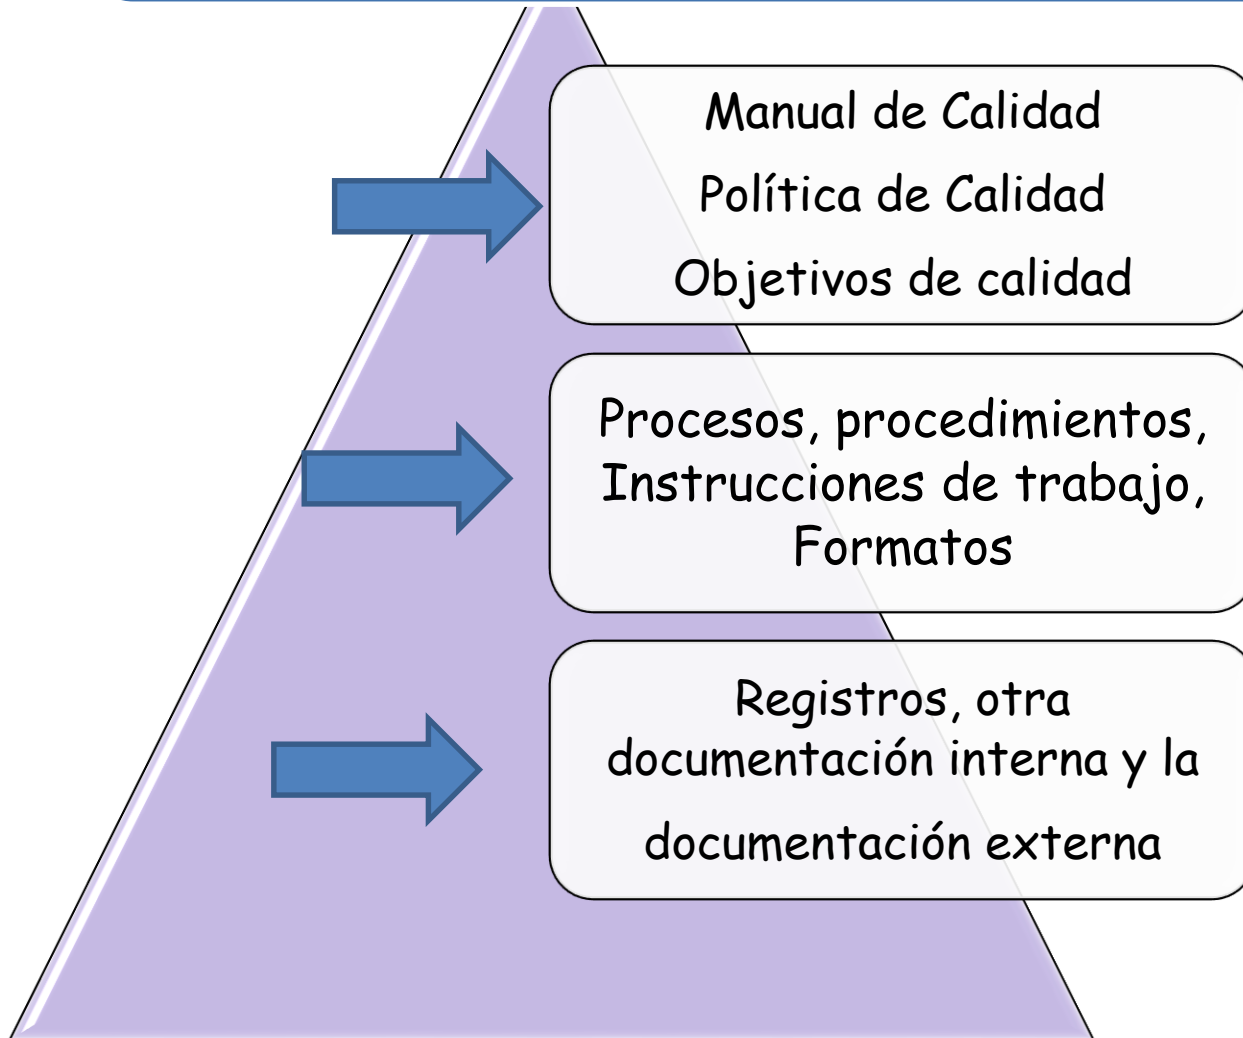 Manual de Calidad
Política de Calidad
Objetivos de calidad
Procesos, procedimientos,
Instrucciones de trabajo,
Formatos
Registros, otra
documentación interna y la
documentación externa